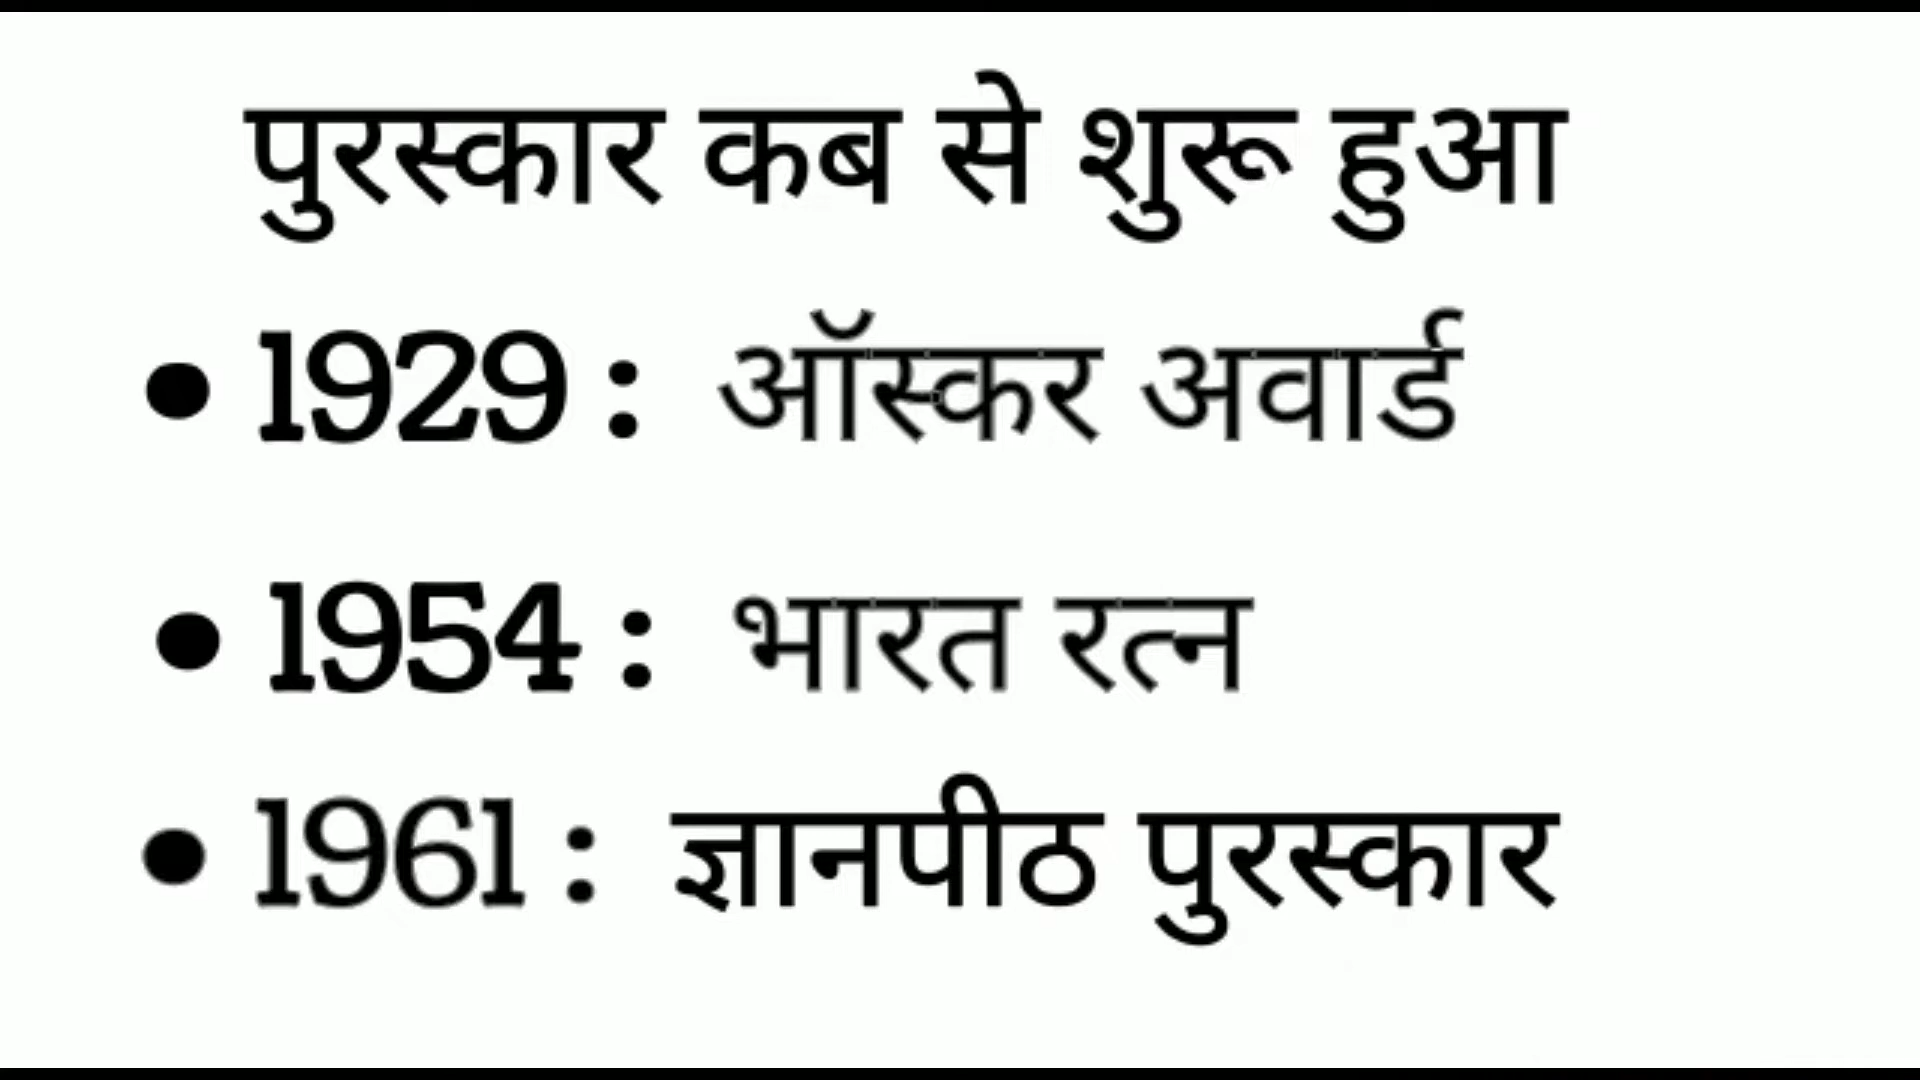 पुरस्कार कब से शुरू हुआ
• 1929 : ऑस्कर अवार्ड
• 1954 : भारत रत्न
• 1961 : ज्ञानपीठ पुरस्कार